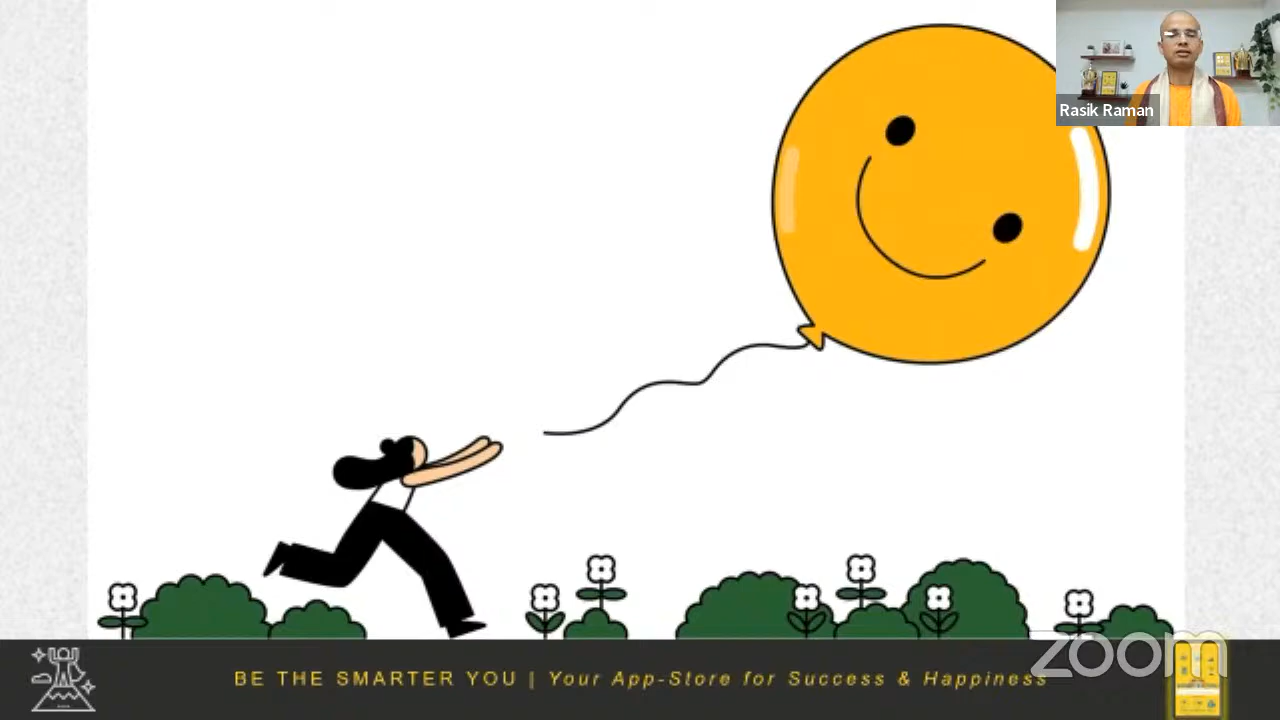 Rasik Raman
BE THE SMARTER YOU | Your App-Store for Success & Happiness
zoom